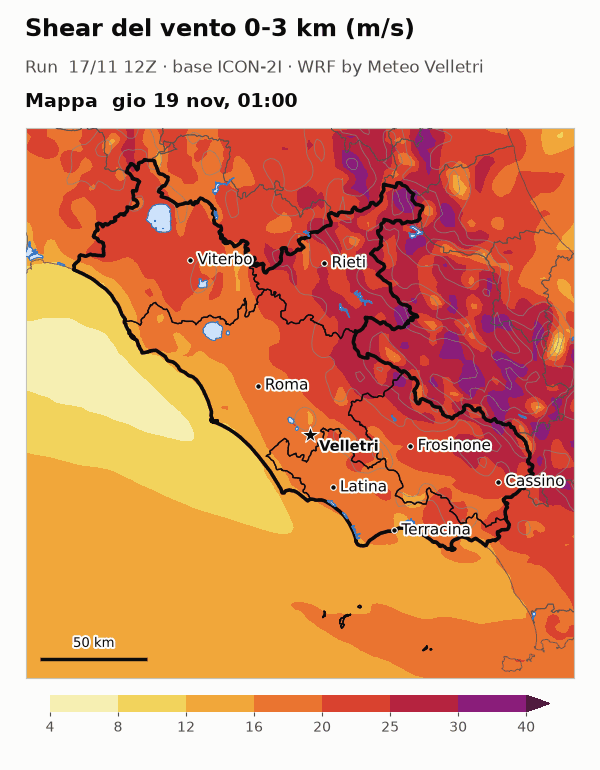 Shear del vento 0-3 km (m/s)
Run  17/11 12Z · base ICON-2I · WRF by Meteo Velletri
Mappa  gio 19 nov, 01:00
Viterbo
Rieti
Roma
Velletri
Frosinone
Cassino
Latina
Terracina
50 km
4 8 12 16 20 25 30 40